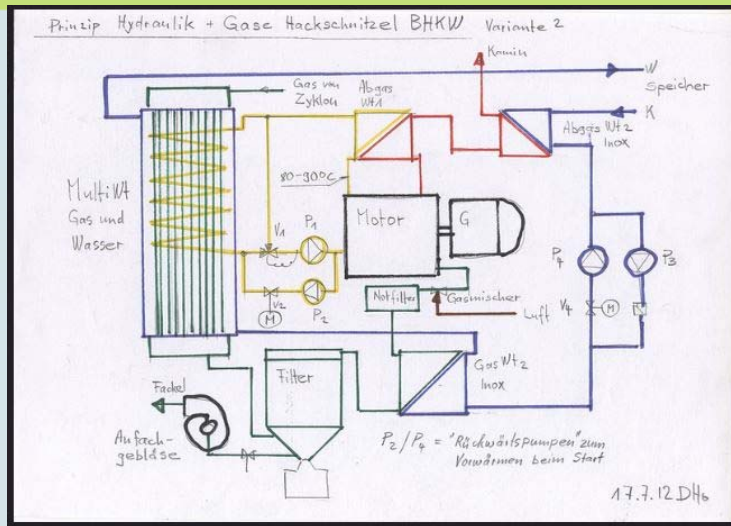 Prinzip Hydraulik + Gase Hackschnitzel BHKW Variante 2
Kamin
W
Speicher
K
Gas von
Zyklon
Abgas
Wt1
Abgas Wt2
Inox
80-90°C
Multi Wt
Gas und
Wasser
Motor
G
V1
P1
P2
V2
M
P4
P3
V4
M
Notfilter
Gasmischer
Luft
Gas Wt2
Inox
Filter
Fackel
Anfach-
gebläse
P2/P4 = "Rückwärtspumpen" zum
Vorwärmen beim Start
17.7.12 DHb